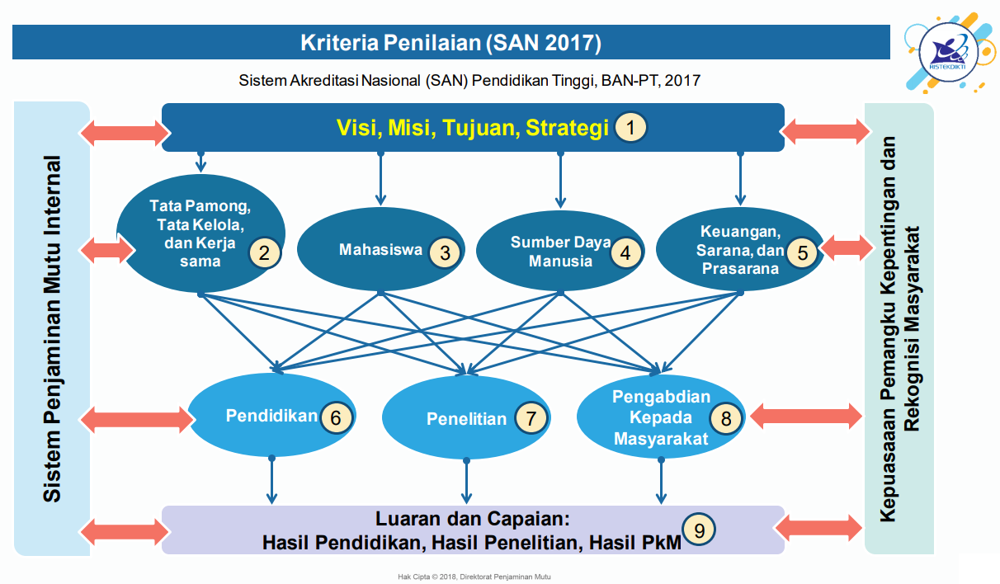 Kriteria Penilaian (SAN 2017)
RISTEKDIKTI
Sistem Akreditasi Nasional (SAN) Pendidikan Tinggi, BAN-PT, 2017
Visi, Misi, Tujuan, Strategi 1
Sistem Penjaminan Mutu Internal
Tata Pamong,
Tata Kelola,
dan Kerja
sama
2
Mahasiswa 3
Sumber Daya
Manusia
4
Keuangan,
Sarana, dan
Prasarana
5
Kepuasaaan Pemangku Kepentingan dan
Rekognisi Masyarakat
Pendidikan 6
Penelitian 7
Pengabdian
Kepada
Masyarakat
8
Luaran dan Capaian:
Hasil Pendidikan, Hasil Penelitian, Hasil PkM
9
Hak Cipta © 2018, Direktorat Penjaminan Mutu